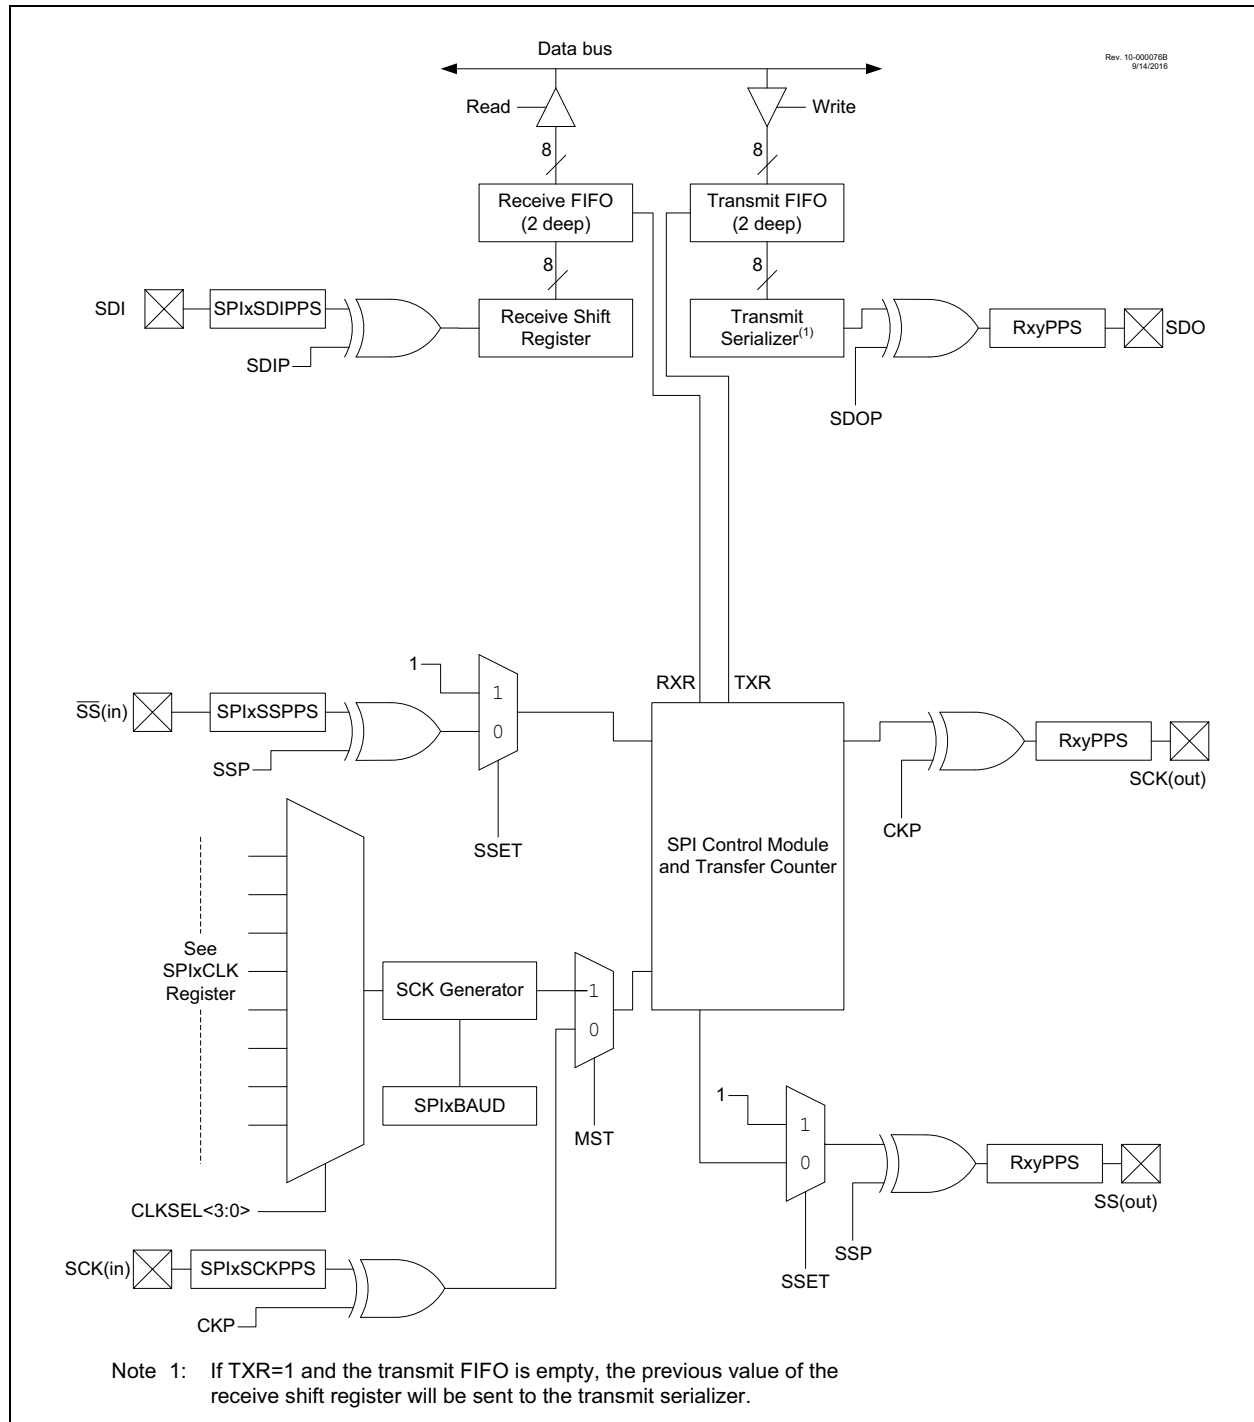 Data bus
Rev. 10-000076B
9/14/2016
Read
Write
8
8
Receive FIFO
(2 deep)
Transmit FIFO
(2 deep)
8
8
SDI
SPIxSDIPPS
Receive Shift
Register
Transmit
Serializer(1)
RxyPPS
SDO
SDIP
SDOP
1
RXR
TXR
SS(in)
SPIxSSPPS
1
0
RxyPPS
SSP
SCK(out)
SSET
CKP
SPI Control Module
and Transfer Counter
See
SPIxCLK
Register
SCK Generator
1
0
SPIxBAUD
MST
1
1
0
RxyPPS
CLKSEL<3:0>
SS(out)
SSP
SCK(in)
SPIxSCKPPS
SSET
CKP
Note 1: If TXR=1 and the transmit FIFO is empty, the previous value of the
receive shift register will be sent to the transmit serializer.